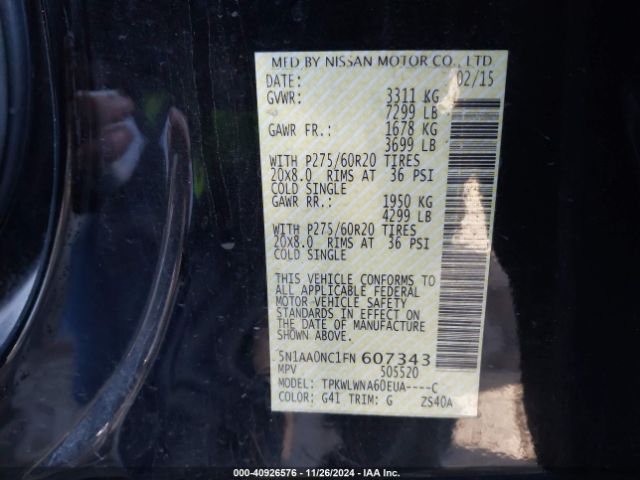 MFD BY NISSAN MOTOR CO., LTD
DATE: 02/15
GVWR: 3311 KG
7299 LB
GAWR FR.: 1678 KG
3699 LB
WITH P275/60R20 TIRES
20X8.0 RIMS AT 36 PSI
COLD SINGLE
GAWR RR.: 1950 KG
4299 LB
WITH P275/60R20 TIRES
20X8.0 RIMS AT 36 PSI
COLD SINGLE
THIS VEHICLE CONFORMS TO
ALL APPLICABLE FEDERAL
MOTOR VEHICLE SAFETY
STANDARDS IN EFFECT ON
THE DATE OF MANUFACTURE
SHOWN ABOVE.
5N1AA0NC1FN 607343
MPV 505520
MODEL: TPKWLWNA60EUA----C
COLOR: G41 TRIM: G ZS40A
000-40926576 - 11/26/2024 - IAA Inc.